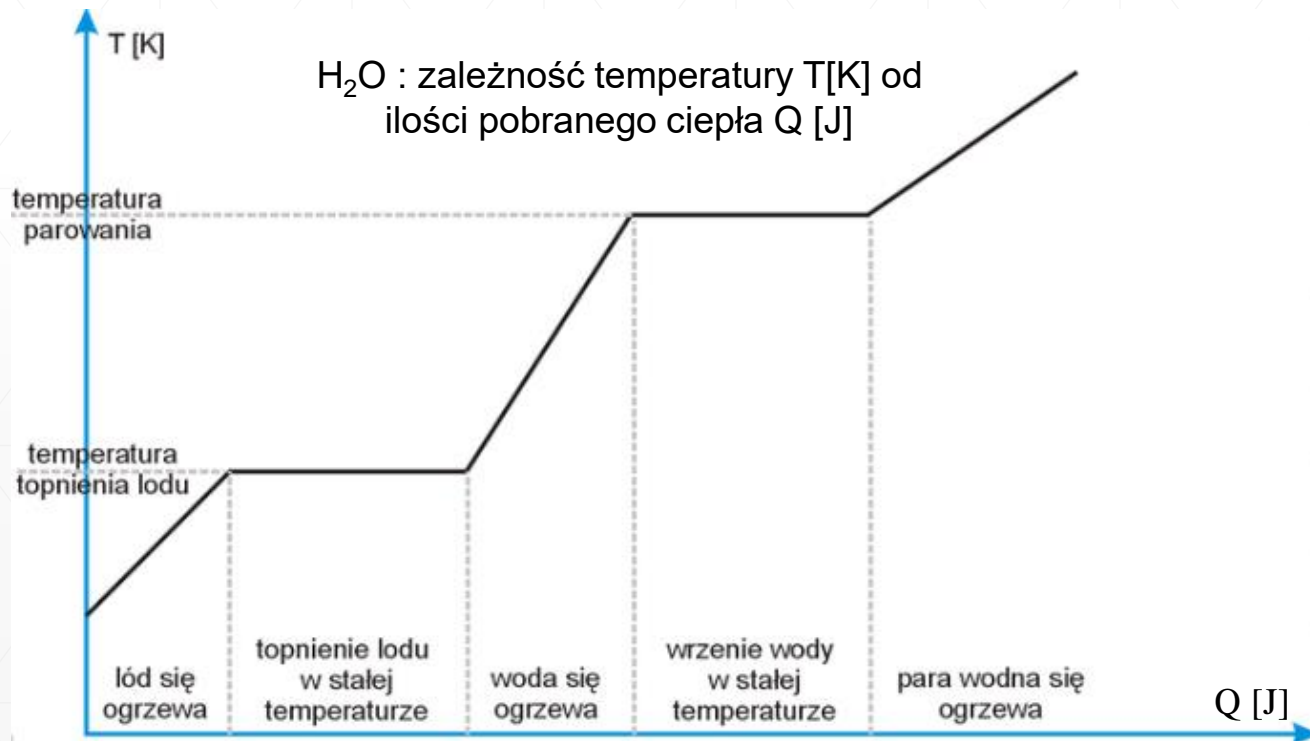 T [K]
H₂O : zależność temperatury T[K] od
ilości pobranego ciepła Q [J]
temperatura
parowania
temperatura
topnienia lodu
lód się
ogrzewa
topnienie lodu
w stałej
temperaturze
woda się
ogrzewa
wrzenie wody
w stałej
temperaturze
para wodna się
ogrzewa
Q [J]